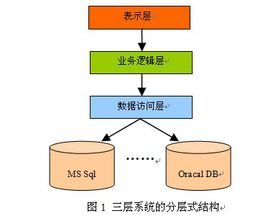 表示层
业务逻辑层
数据访问层
......
MS Sql
Oracal DB
图 1 三层系统的分层式结构